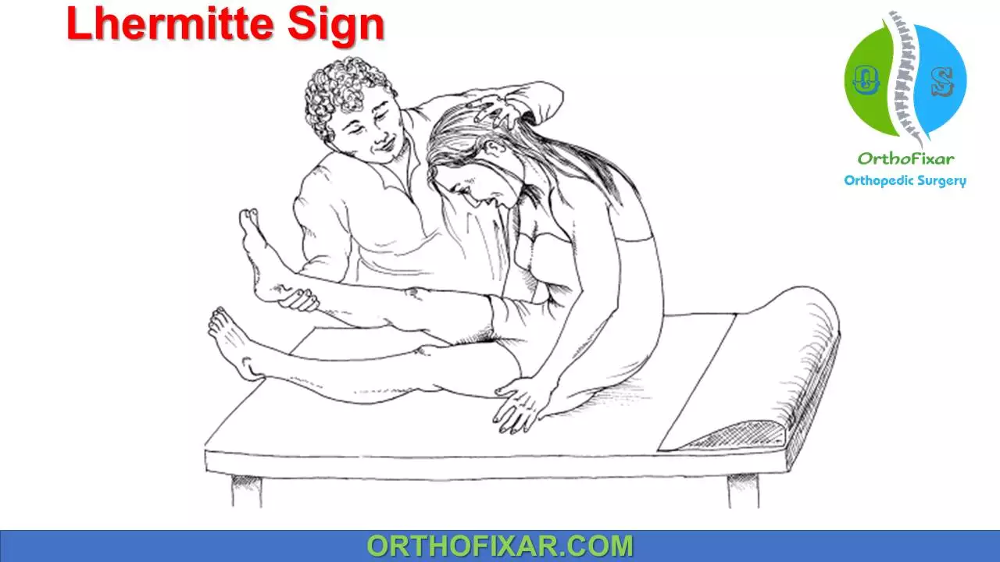 Lhermitte Sign
O S
OrthoFixar
Orthopedic Surgery
ORTHOFIXAR.COM